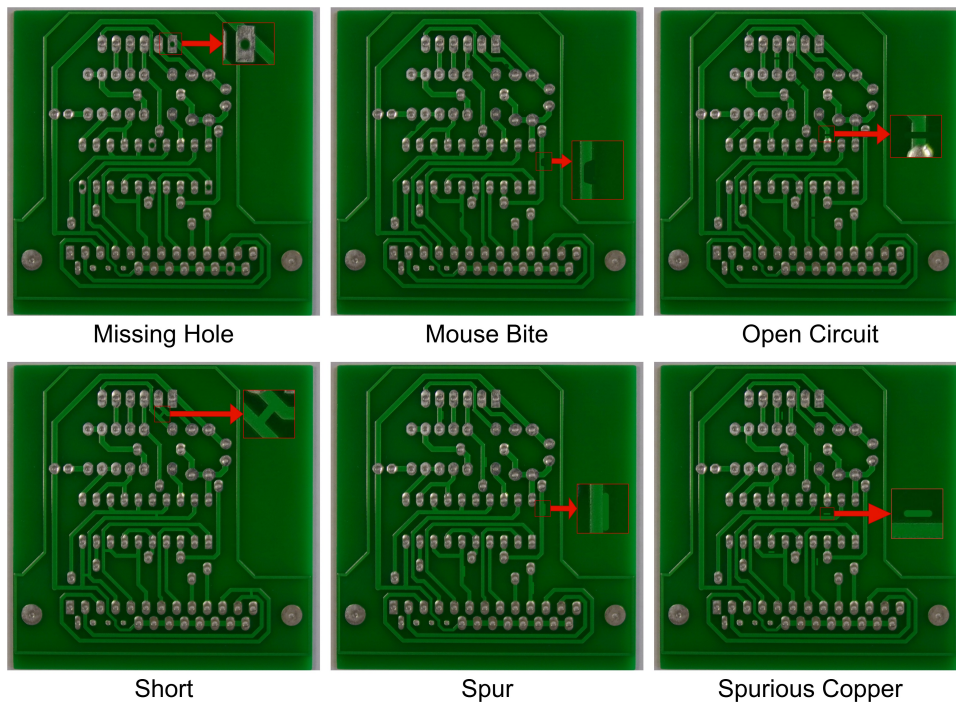 Missing Hole
Mouse Bite
Open Circuit
Short
Spur
Spurious Copper